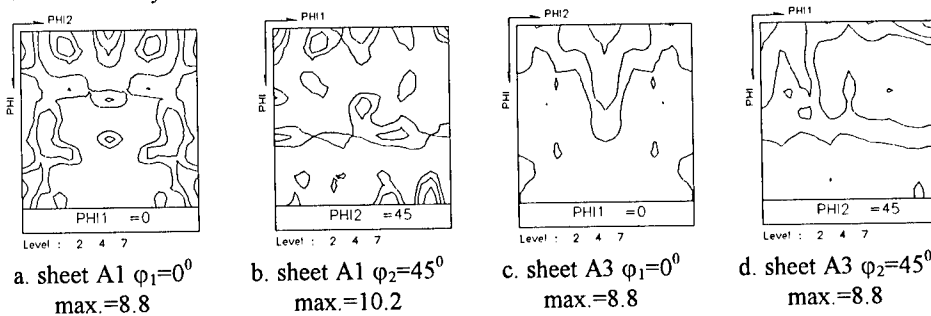 PHI2
PHI
PHI1 =0
Level : 2 4 7
a. sheet A1 φ₁=0⁰
max.=8.8
PHI1
PHI
PHI2 =45
Level : 2 4 7
b. sheet A1 φ₂=45⁰
max.=10.2
PHI2
PHI
PHI1 =0
Level : 2 4 7
c. sheet A3 φ₁=0⁰
max.=8.8
PHI1
PHI
PHI2 =45
Level : 2 4 7
d. sheet A3 φ₂=45⁰
max.=8.8